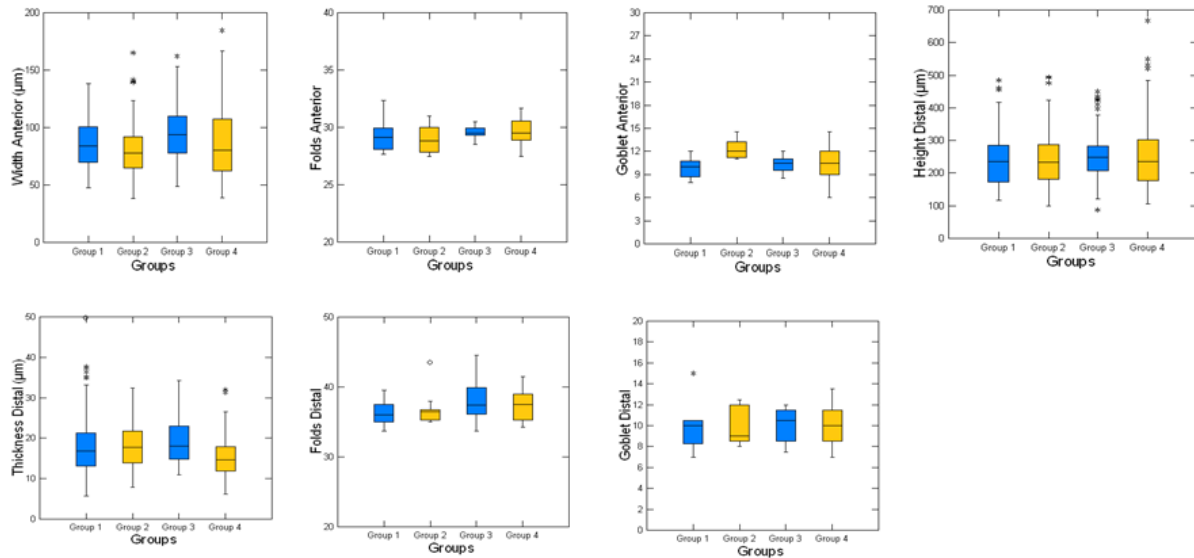 200
150
100
50
0
Width Anterior (µm)
Group 1 Group 2 Group 3 Group 4
Groups
40
35
30
25
20
Folds Anterior
Group 1 Group 2 Group 3 Group 4
Groups
30
27
24
21
18
15
12
9
6
3
0
Goblet Anterior
Group 1 Group 2 Group 3 Group 4
Groups
700
600
500
400
300
200
100
0
Height Distal (µm)
Group 1 Group 2 Group 3 Group 4
Groups
50
40
30
20
10
0
Thickness Distal (µm)
Group 1 Group 2 Group 3 Group 4
Groups
50
40
30
20
Folds Distal
Group 1 Group 2 Group 3 Group 4
Groups
20
18
16
14
12
10
8
6
4
2
0
Goblet Distal
Group 1 Group 2 Group 3 Group 4
Groups